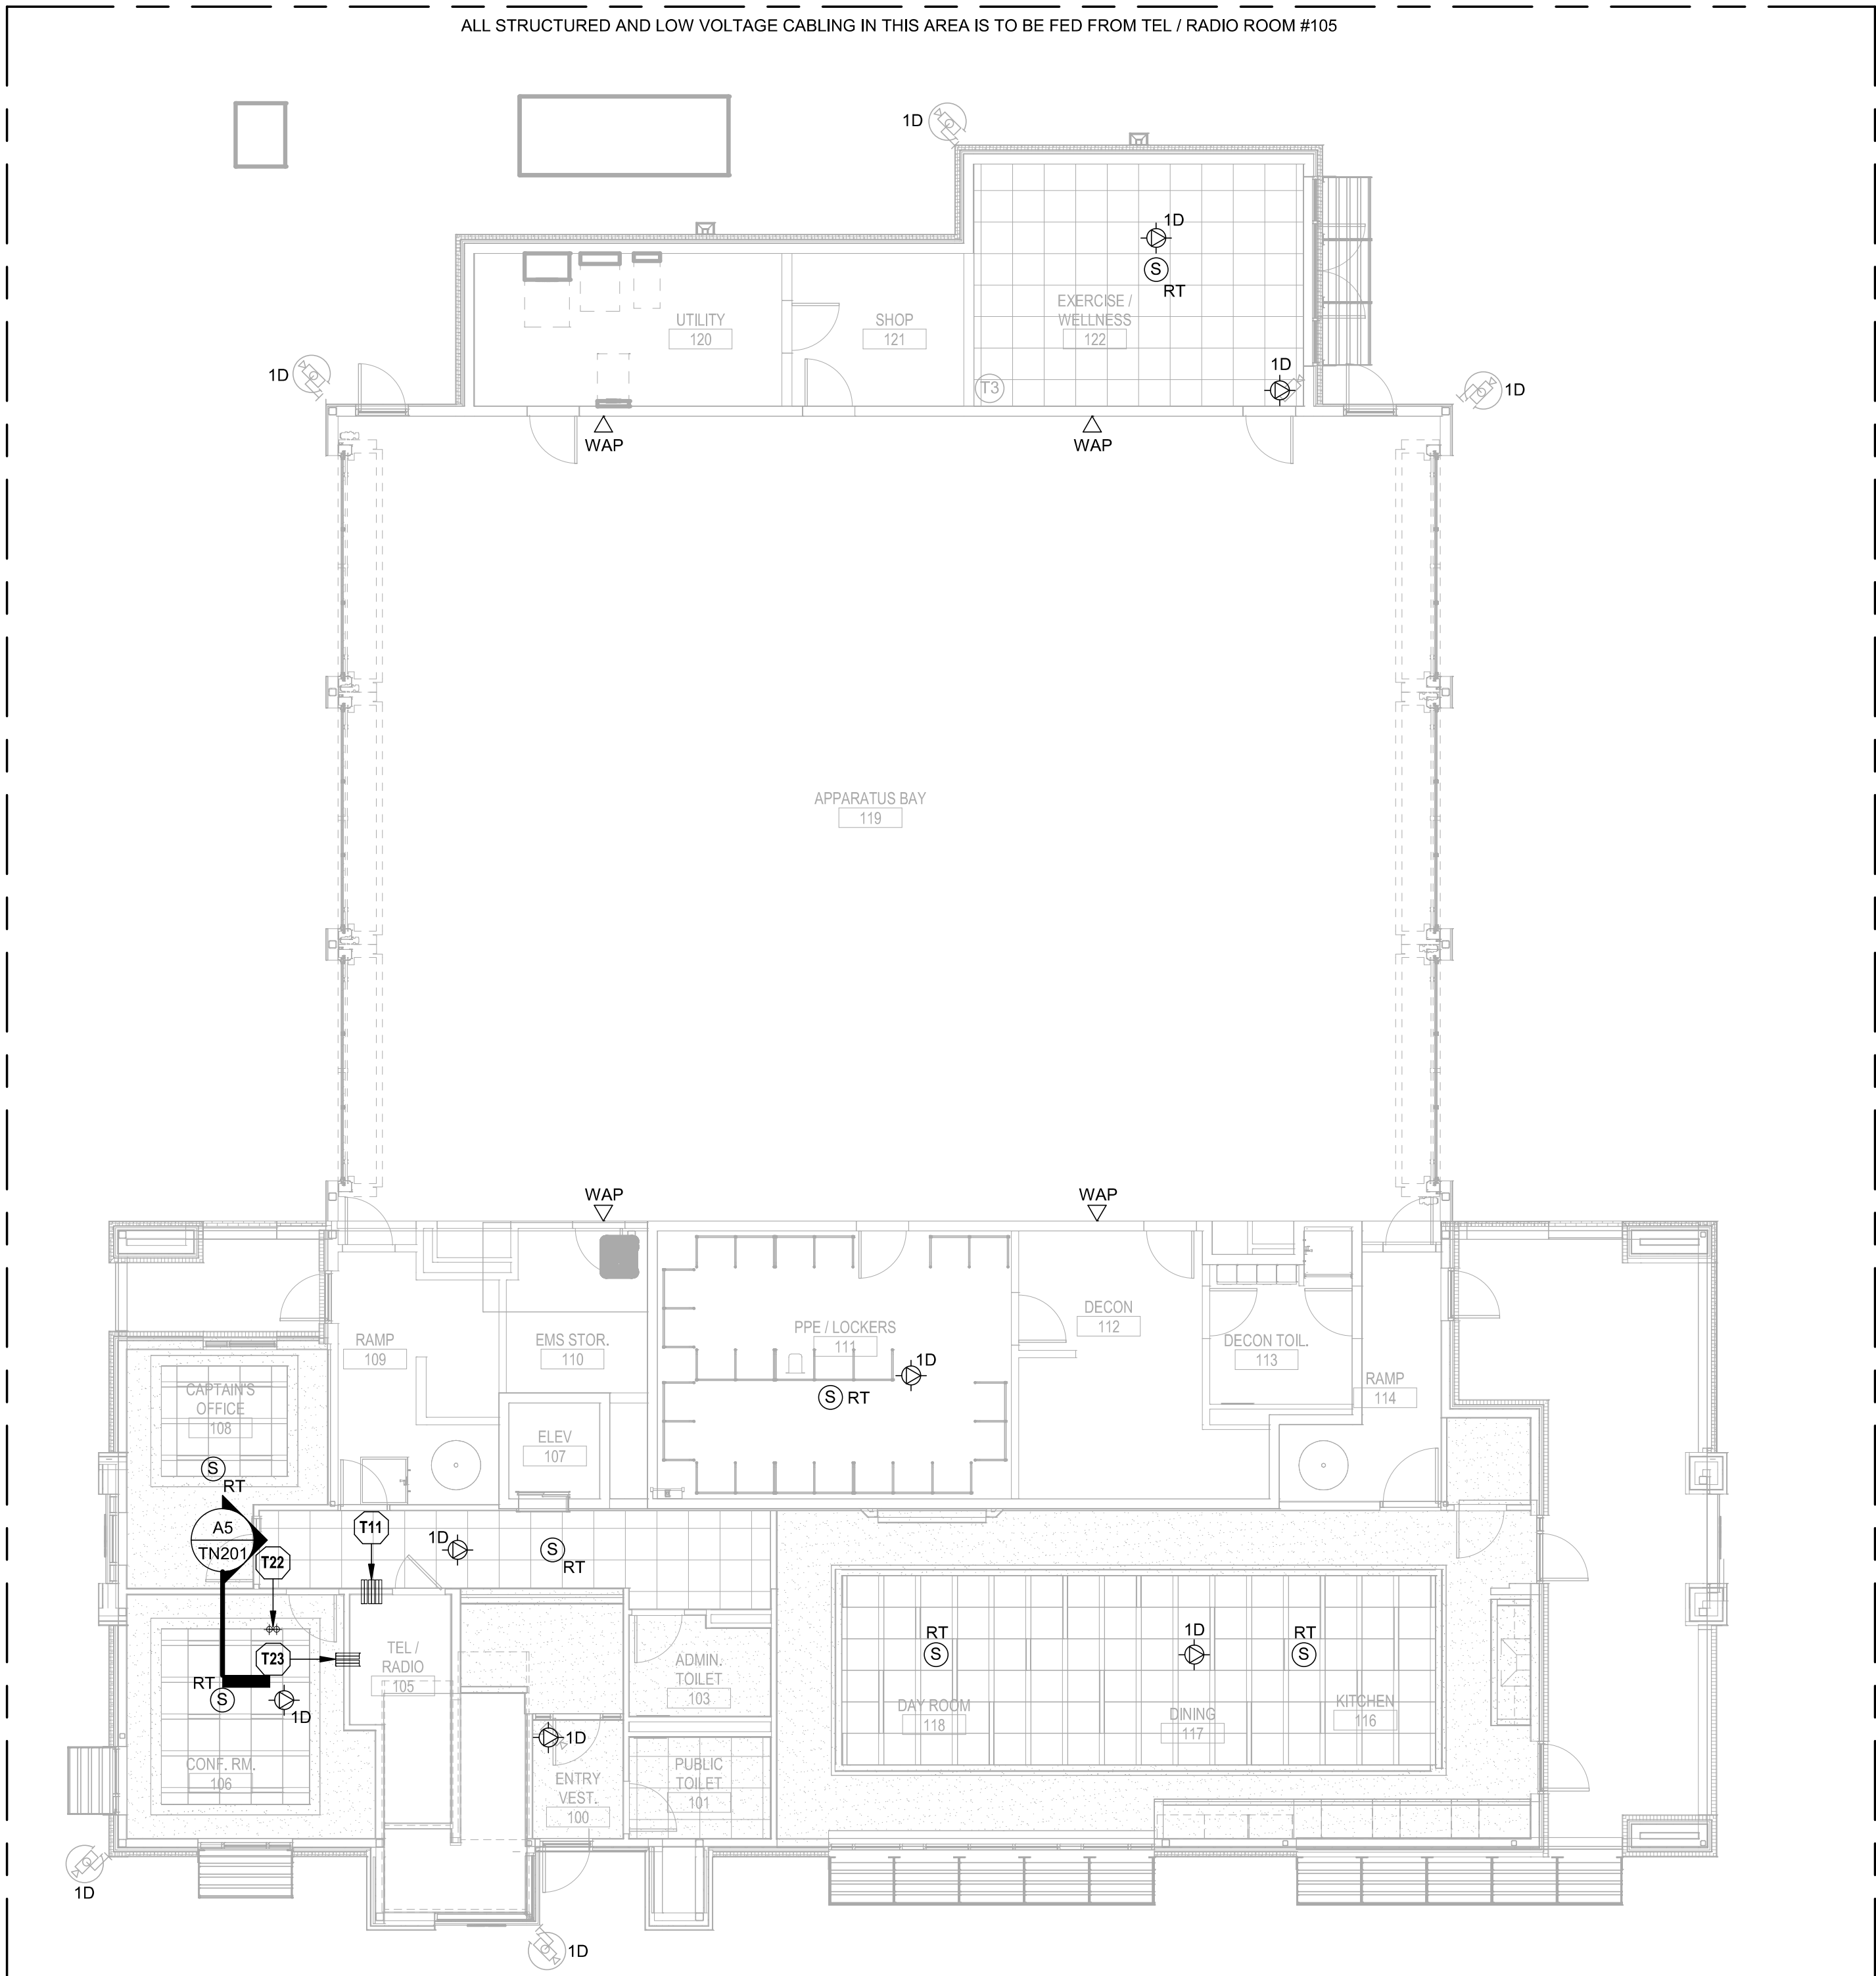 ALL STRUCTURED AND LOW VOLTAGE CABLING IN THIS AREA IS TO BE FED FROM TEL / RADIO ROOM #105
1D
1D
S
RT
EXERCISE /
WELLNESS
122
UTILITY
120
SHOP
121
1D
1D
T3
1D
WAP
WAP
APPARATUS BAY
119
WAP
WAP
RAMP
109
EMS STOR.
110
PPE / LOCKERS
111
1D
S RT
DECON
112
DECON TOIL.
113
RAMP
114
CAPTAIN'S
OFFICE
108
ELEV
107
S
RT
A5
TN201
T11
1D
S
RT
T22
T23
TEL /
RADIO
105
RT
S
1D
CONF. RM.
106
ADMIN.
TOILET
103
1D
ENTRY
VEST.
100
PUBLIC
TOILET
101
RT
S
1D
RT
S
DAY ROOM
118
DINING
117
KITCHEN
116
1D
1D